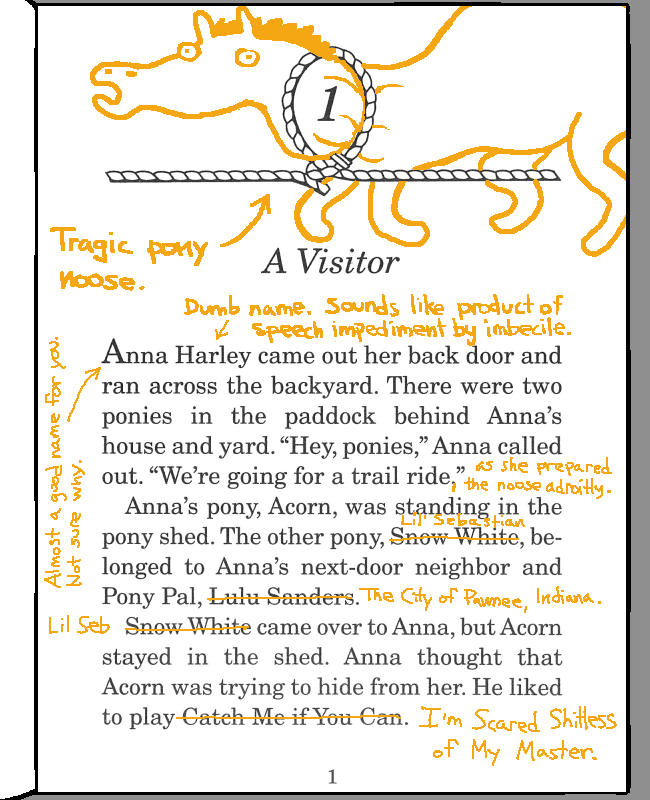 1
Tragic pony
noose.
A Visitor
Dumb name. Sounds like product of
speech impediment by imbecile.
Almost a good name for you.
Not sure why.
Anna Harley came out her back door and
ran across the backyard. There were two
ponies in the paddock behind Anna's
house and yard. “Hey, ponies,” Anna called
out. “We're going for a trail ride,” as she prepared
the noose adroitly.
Anna's pony, Acorn, was standing in the
Lil' Sebastian
pony shed. The other pony, Snow White, be-
longed to Anna's next-door neighbor and
Pony Pal, Lulu Sanders. The City of Pawnee, Indiana.
Lil Seb Snow White came over to Anna, but Acorn
stayed in the shed. Anna thought that
Acorn was trying to hide from her. He liked
to play Catch Me if You Can. I'm Scared Shitless
of My Master.
1